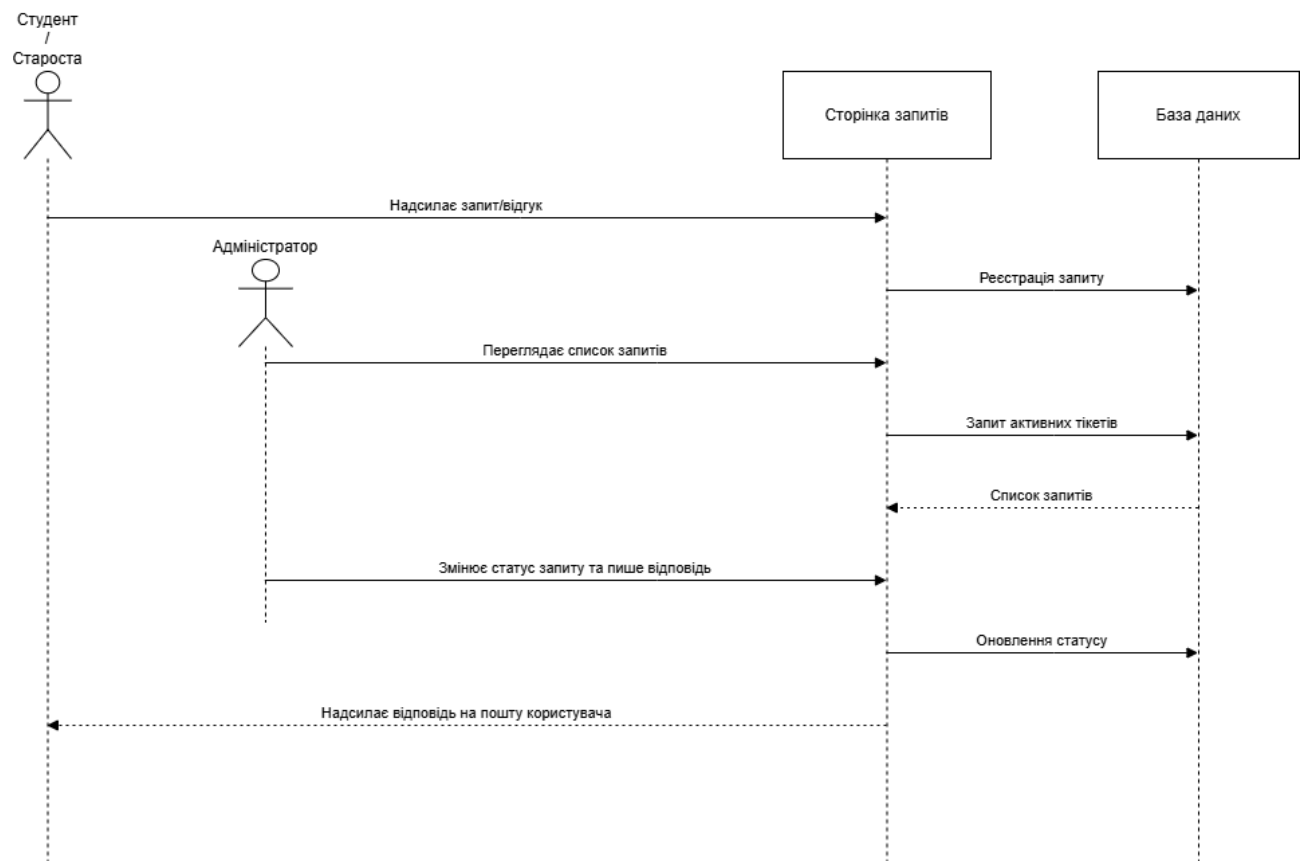 Студент
/
Староста
Сторінка запитів
База даних
Надсилає запит/відгук
Адміністратор
Реєстрація запиту
Переглядає список запитів
Запит активних тікетів
Список запитів
Змінює статус запиту та пише відповідь
Оновлення статусу
Надсилає відповідь на пошту користувача